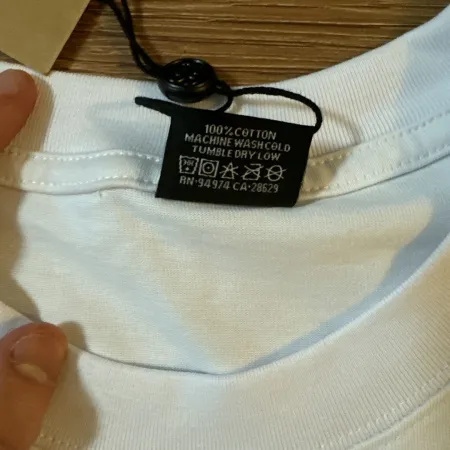 100% COTTON
MACHINE WASH COLD
TUMBLE DRY LOW
RN·94974 CA·28629